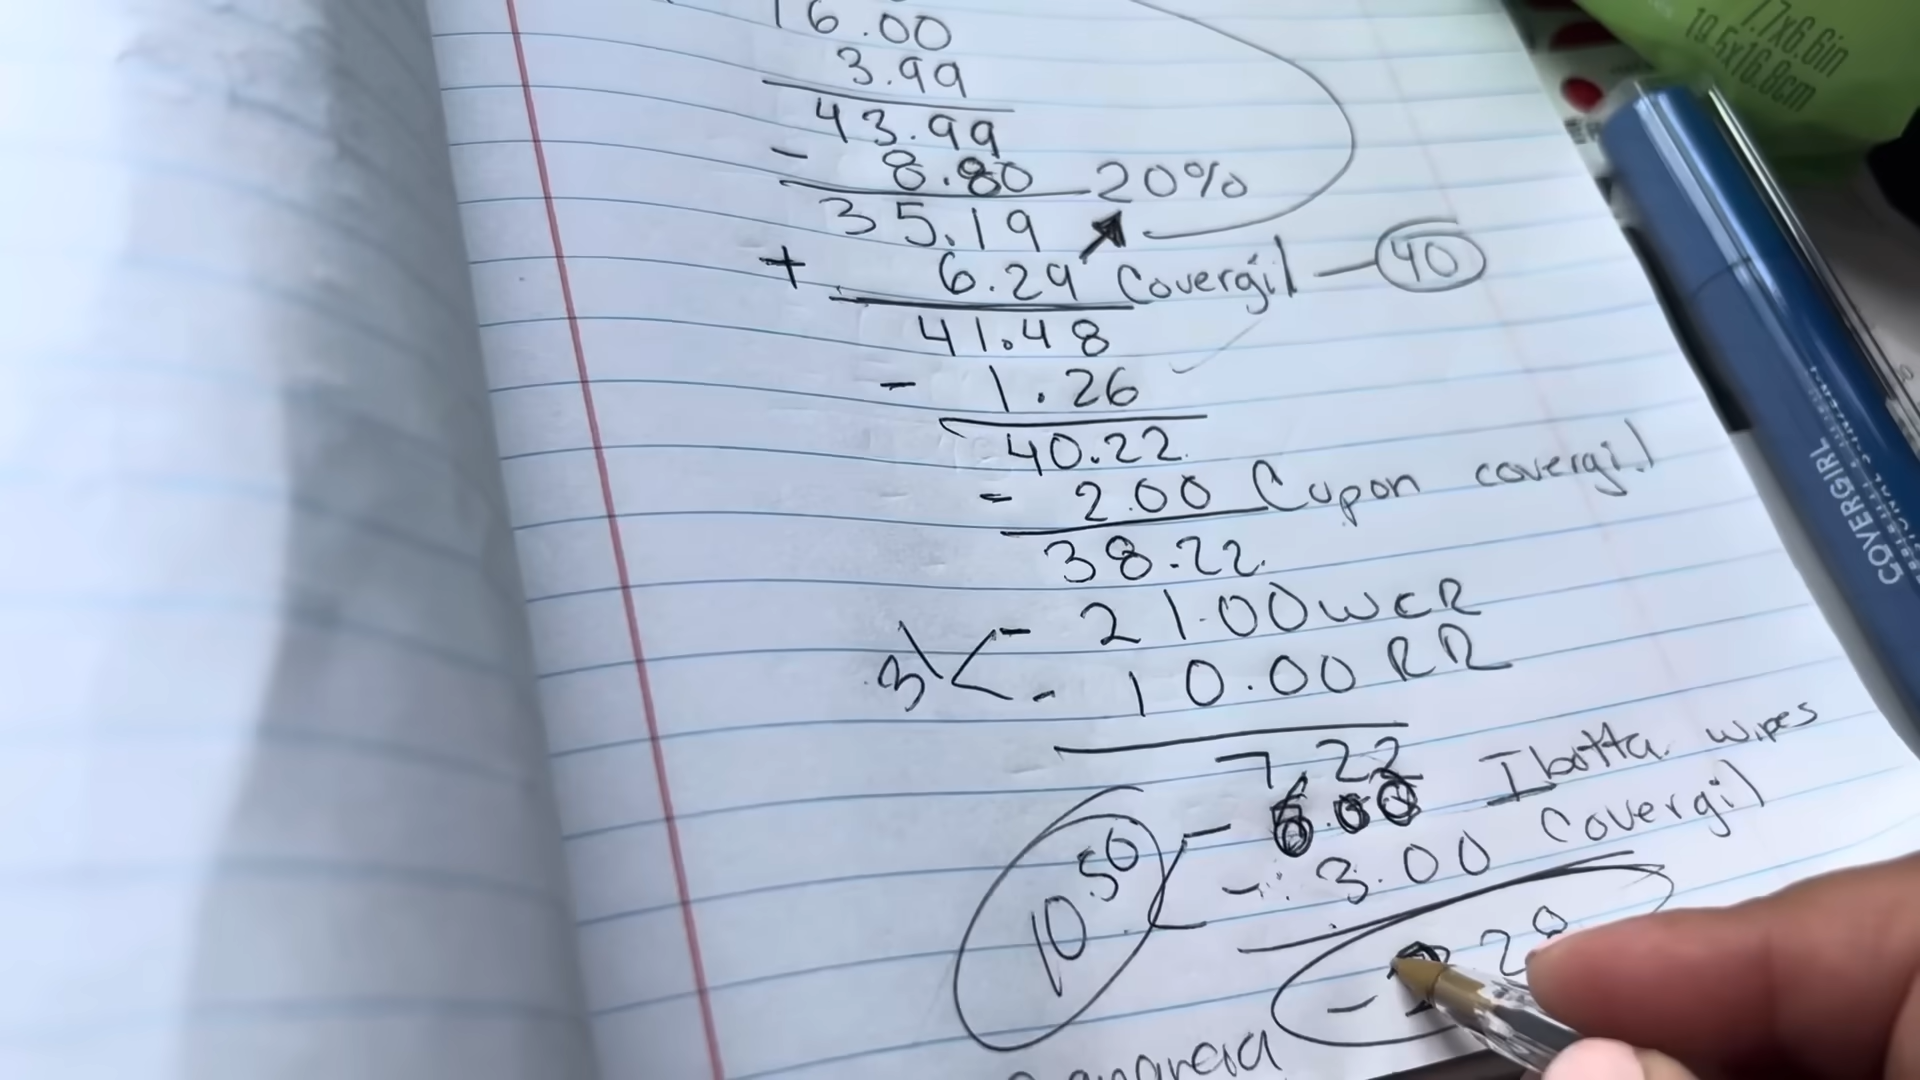 16.00
3.99
43.99
- 8.80 20%
35.19
+ 6.29 Covergil — 40
41.48
- 1.26
40.22
- 2.00 Cupon covergi.l
38.22
- 21.00 WCR
3
- 10.00 RR
7.22
- 6.00 Ibotta wipes
- 3.00 Covergil
10.50
7.7x6.6in
19.5x16.8cm
COVERGIRL